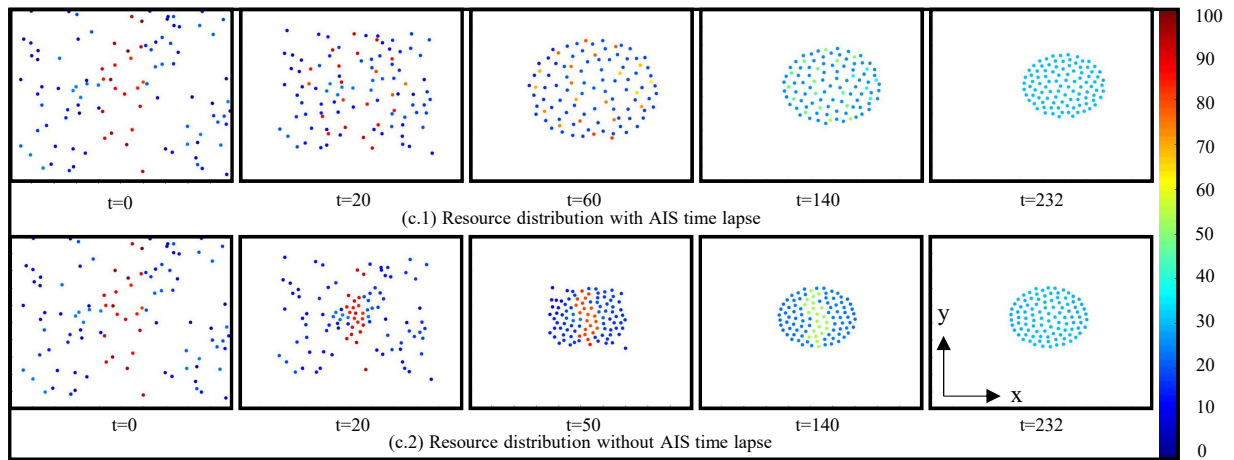 t=0 t=20 t=60 t=140 t=232
(c.1) Resource distribution with AIS time lapse
y
x
t=0 t=20 t=50 t=140 t=232
(c.2) Resource distribution without AIS time lapse
100
90
80
70
60
50
40
30
20
10
0